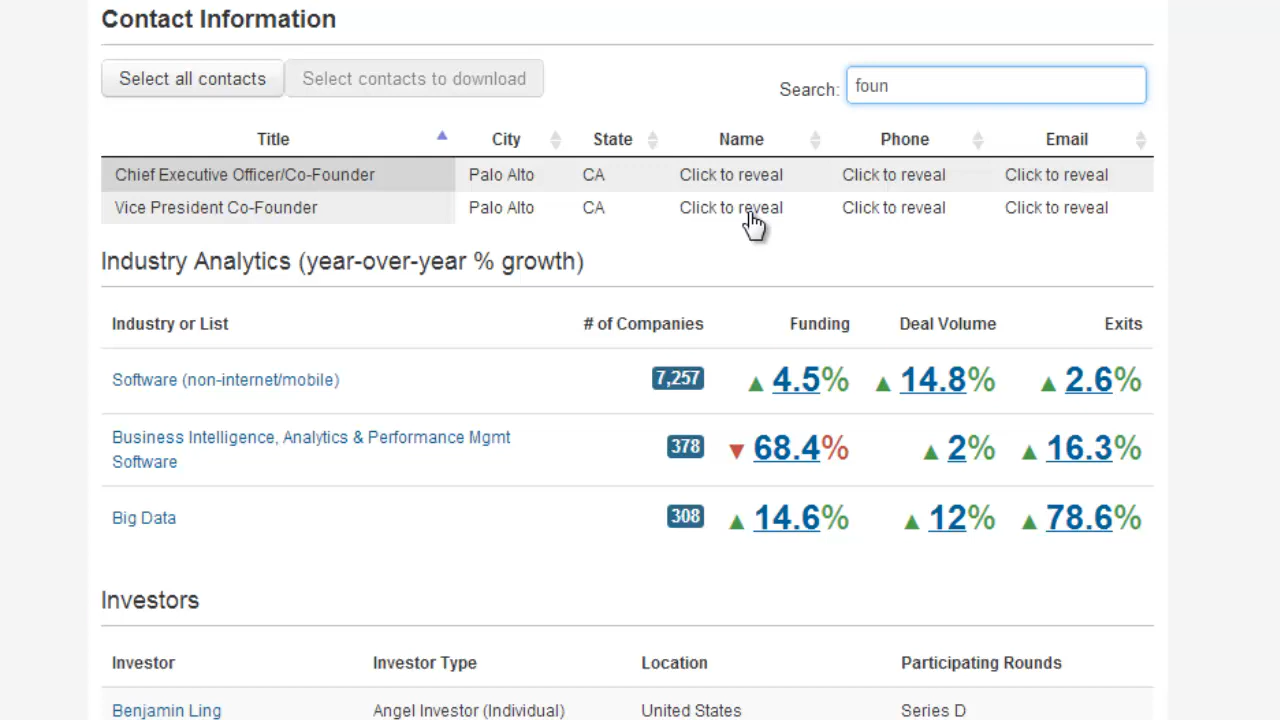 Contact Information
Select all contacts Select contacts to download Search: foun
Title City State Name Phone Email
Chief Executive Officer/Co-Founder Palo Alto CA Click to reveal Click to reveal Click to reveal
Vice President Co-Founder Palo Alto CA Click to reveal Click to reveal Click to reveal
Industry Analytics (year-over-year % growth)
Industry or List # of Companies Funding Deal Volume Exits
Software (non-internet/mobile) 7,257 ▲ 4.5% ▲ 14.8% ▲ 2.6%
Business Intelligence, Analytics & Performance Mgmt
Software 378 ▼ 68.4% ▲ 2% ▲ 16.3%
Big Data 308 ▲ 14.6% ▲ 12% ▲ 78.6%
Investors
Investor Investor Type Location Participating Rounds
Benjamin Ling Angel Investor (Individual) United States Series D